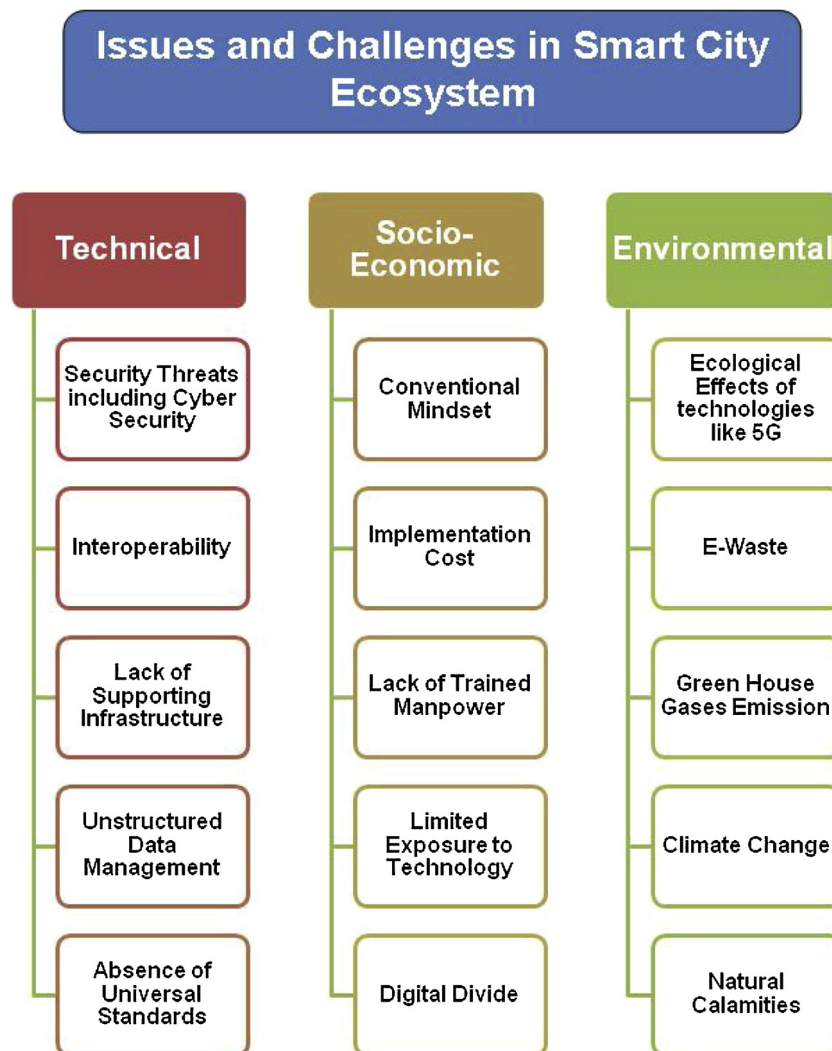 Issues and Challenges in Smart City
Ecosystem
Technical
Security Threats
including Cyber
Security
Interoperability
Lack of
Supporting
Infrastructure
Unstructured
Data
Management
Absence of
Universal
Standards
Socio-
Economic
Conventional
Mindset
Implementation
Cost
Lack of Trained
Manpower
Limited
Exposure to
Technology
Digital Divide
Environmental
Ecological
Effects of
technologies
like 5G
E-Waste
Green House
Gases Emission
Climate Change
Natural
Calamities